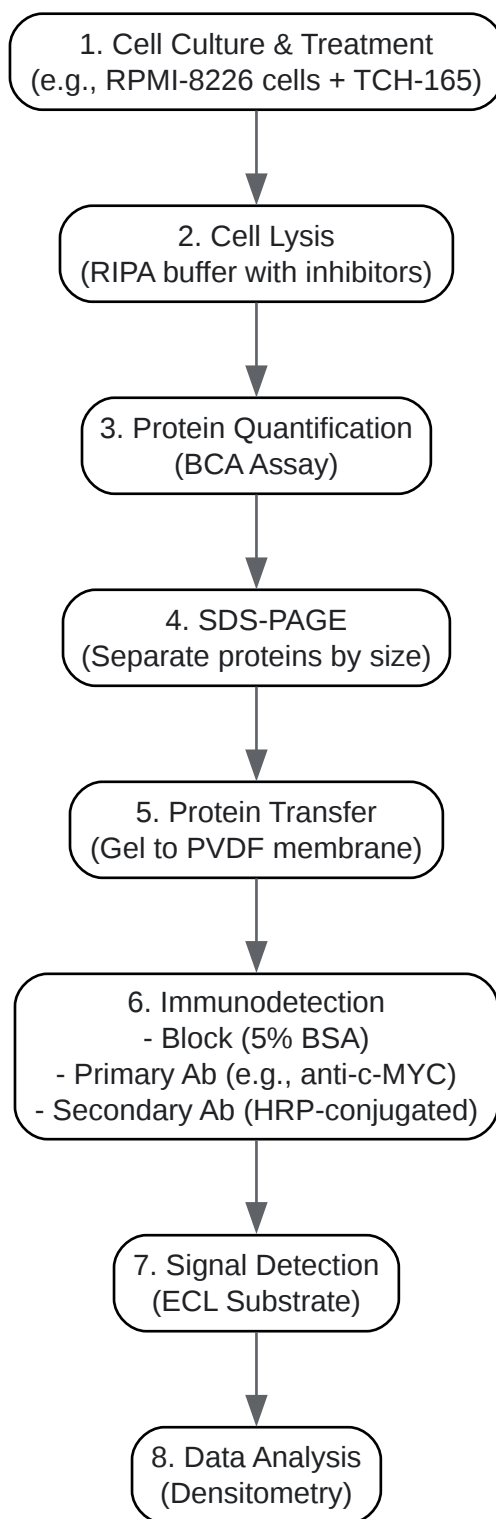 1. Cell Culture & Treatment
(e.g., RPMI-8226 cells + TCH-165)
2. Cell Lysis
(RIPA buffer with inhibitors)
3. Protein Quantification
(BCA Assay)
4. SDS-PAGE
(Separate proteins by size)
5. Protein Transfer
(Gel to PVDF membrane)
6. Immunodetection
- Block (5% BSA)
- Primary Ab (e.g., anti-c-MYC)
- Secondary Ab (HRP-conjugated)
7. Signal Detection
(ECL Substrate)
8. Data Analysis
(Densitometry)